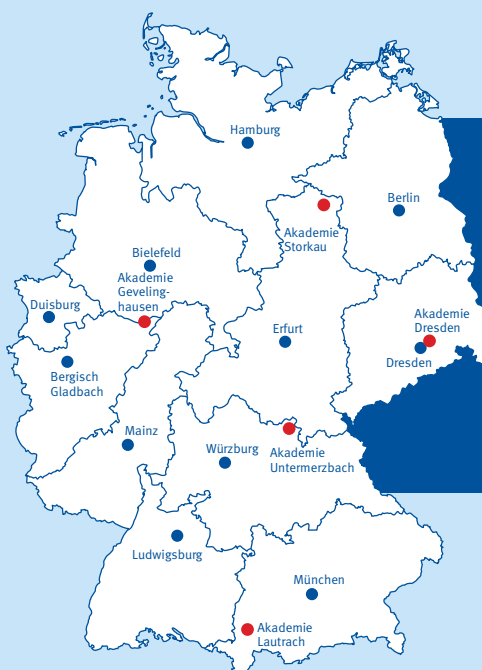 Hamburg
Berlin
Akademie
Storkau
Bielefeld
Akademie
Geveling-
hausen
Duisburg
Akademie
Dresden
Erfurt
Dresden
Bergisch
Gladbach
Mainz
Würzburg
Akademie
Untermerzbach
Ludwigsburg
München
Akademie
Lautrach